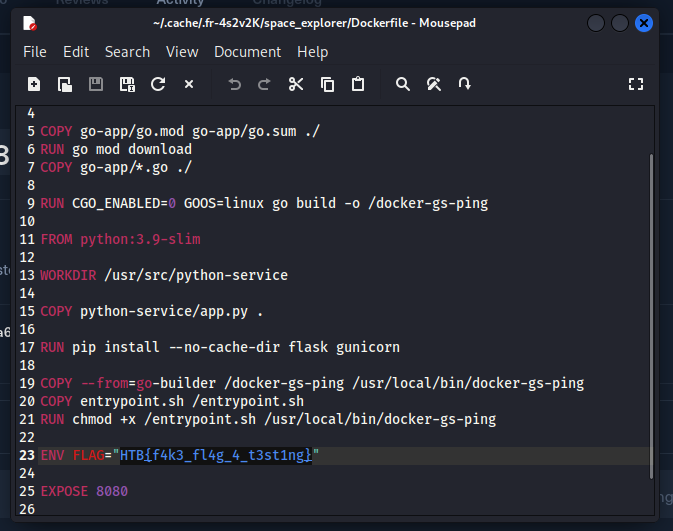 ~/.cache/.fr-4s2v2K/space_explorer/Dockerfile - Mousepad
File Edit Search View Document Help
4
5 COPY go-app/go.mod go-app/go.sum ./
6 RUN go mod download
7 COPY go-app/*.go ./
8
9 RUN CGO_ENABLED=0 GOOS=linux go build -o /docker-gs-ping
10
11 FROM python:3.9-slim
12
13 WORKDIR /usr/src/python-service
14
15 COPY python-service/app.py .
16
17 RUN pip install --no-cache-dir flask gunicorn
18
19 COPY --from=go-builder /docker-gs-ping /usr/local/bin/docker-gs-ping
20 COPY entrypoint.sh /entrypoint.sh
21 RUN chmod +x /entrypoint.sh /usr/local/bin/docker-gs-ping
22
23 ENV FLAG="HTB{f4k3_fl4g_4_t3st1ng}"
24
25 EXPOSE 8080
26